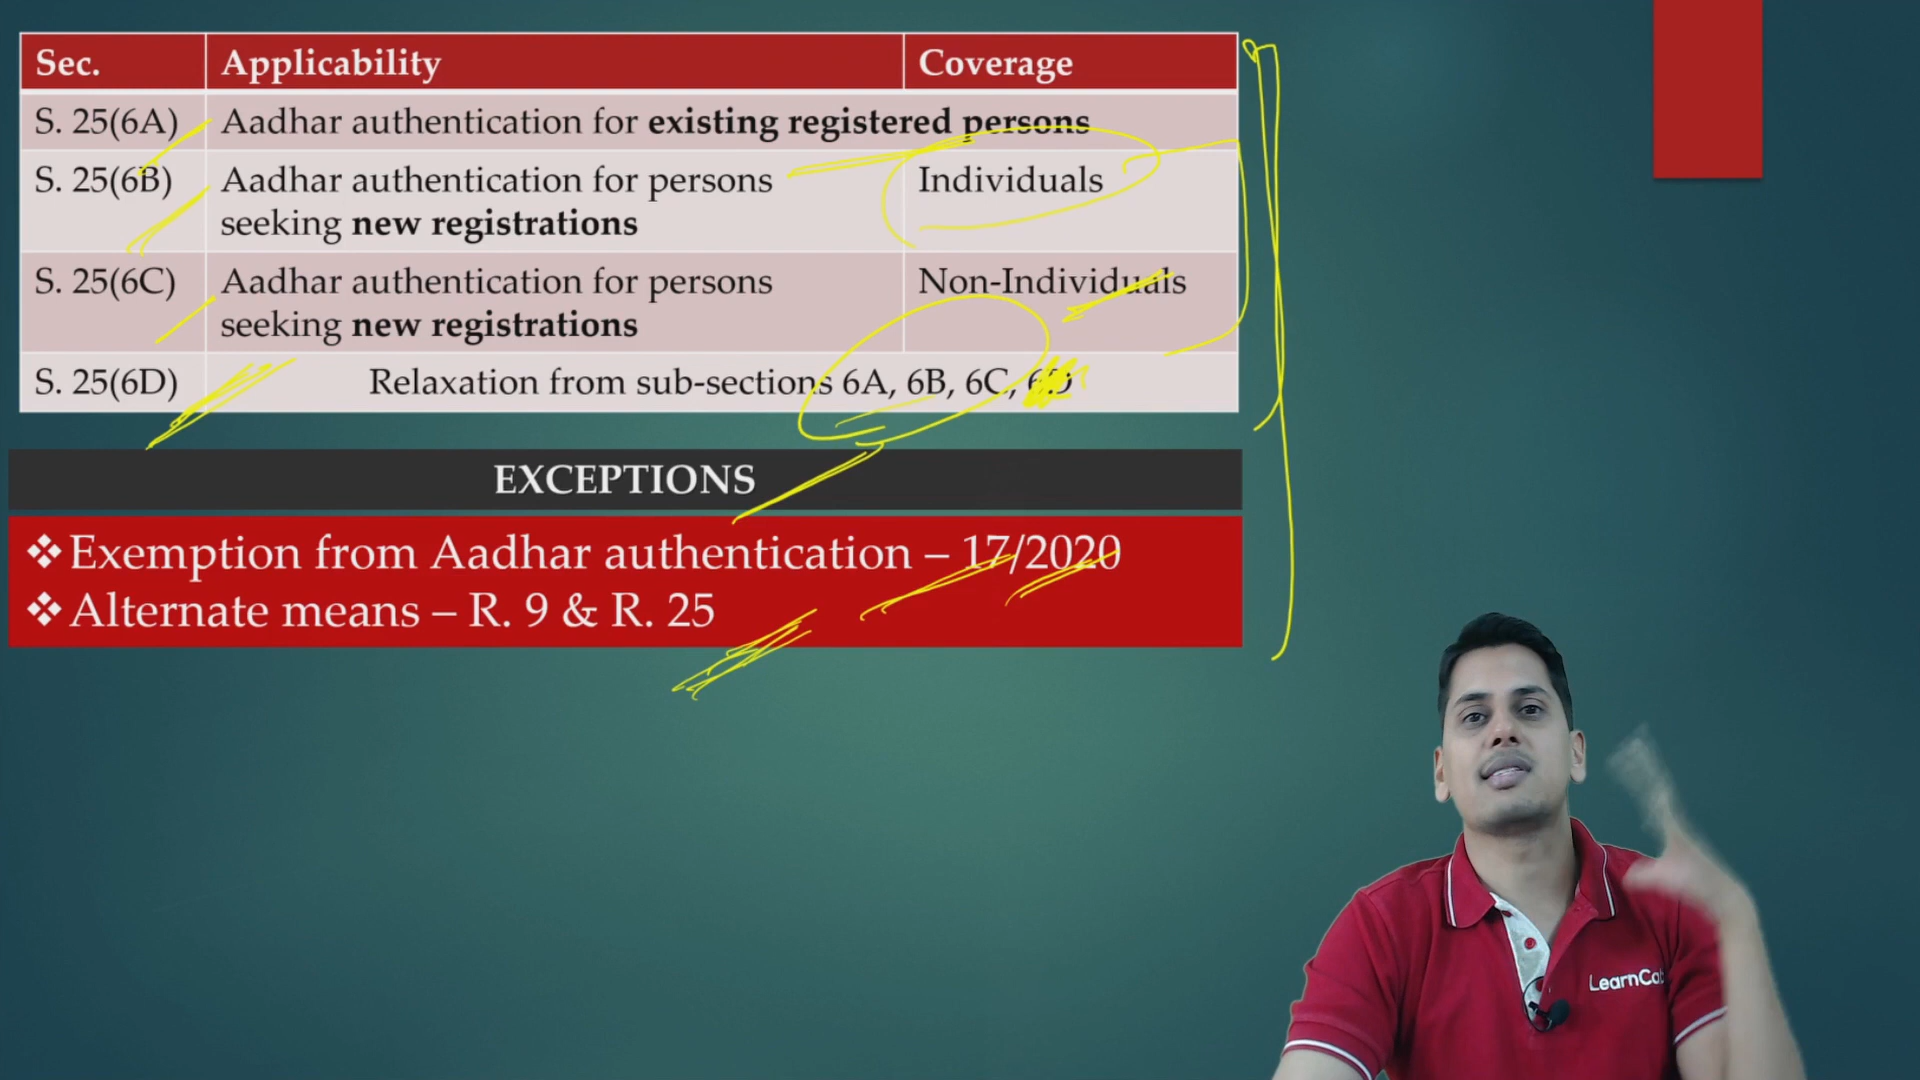 Sec. Applicability Coverage
S. 25(6A) Aadhar authentication for existing registered persons
S. 25(6B) Aadhar authentication for persons Individuals
seeking new registrations
S. 25(6C) Aadhar authentication for persons Non-Individuals
seeking new registrations
S. 25(6D) Relaxation from sub-sections 6A, 6B, 6C, 6D
EXCEPTIONS
❖ Exemption from Aadhar authentication – 17/2020
❖ Alternate means – R. 9 & R. 25